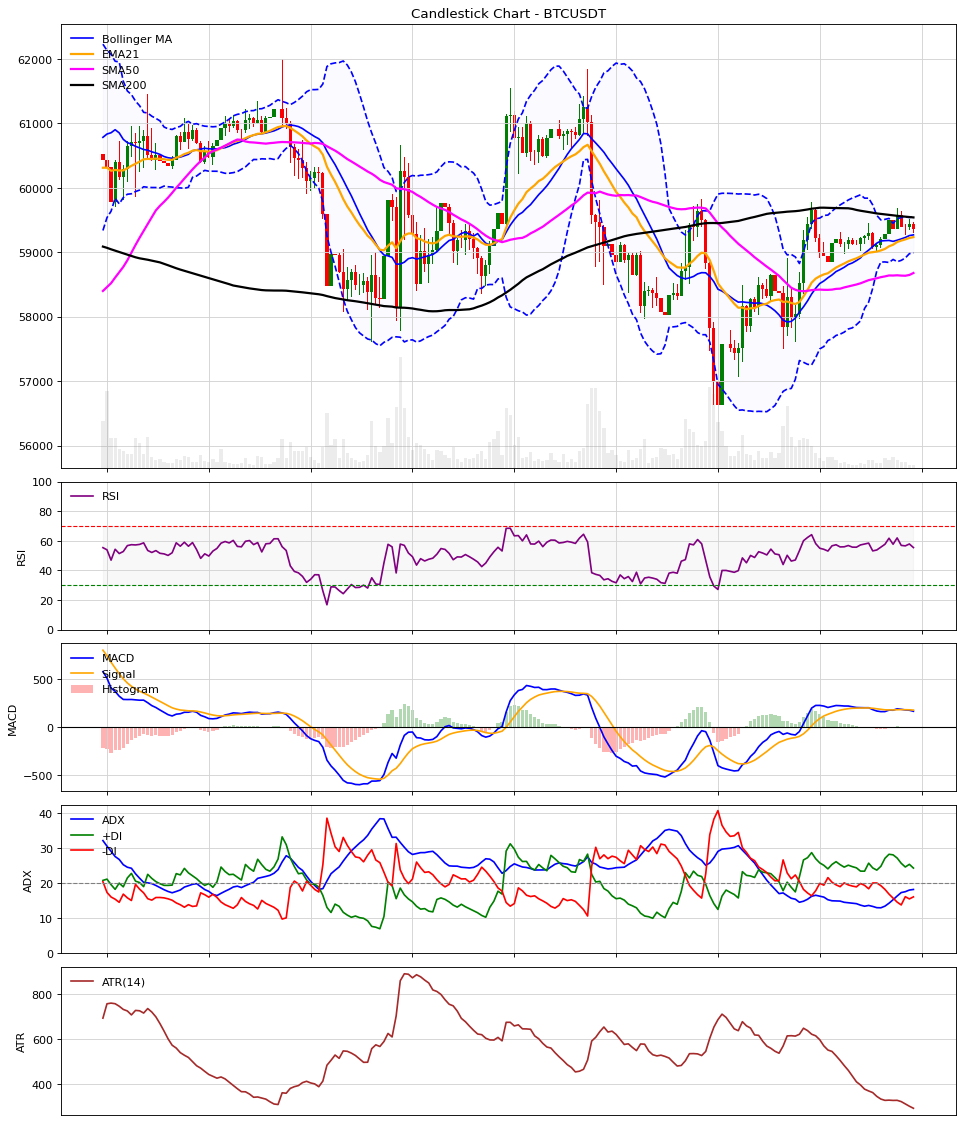 Candlestick Chart - BTCUSDT
Bollinger MA
EMA21
SMA50
SMA200
62000
61000
60000
59000
58000
57000
56000
RSI
RSI
100
80
60
40
20
0
MACD
Signal
Histogram
MACD
500
0
−500
ADX
+DI
-DI
ADX
40
30
20
10
0
ATR(14)
ATR
800
600
400